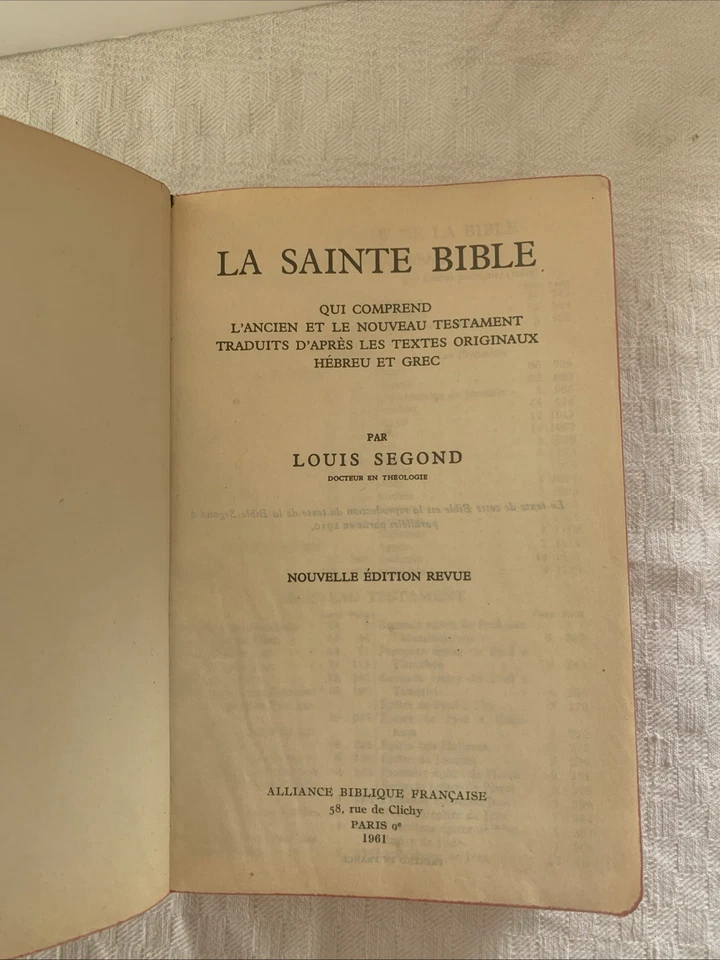 LA SAINTE BIBLE
QUI COMPREND
L'ANCIEN ET LE NOUVEAU TESTAMENT
TRADUITS D'APRÈS LES TEXTES ORIGINAUX
HÉBREU ET GREC
PAR
LOUIS SEGOND
DOCTEUR EN THEOLOGIE
NOUVELLE ÉDITION REVUE
ALLIANCE BIBLIQUE FRANÇAISE
58, rue de Clichy
PARIS 9e
1961